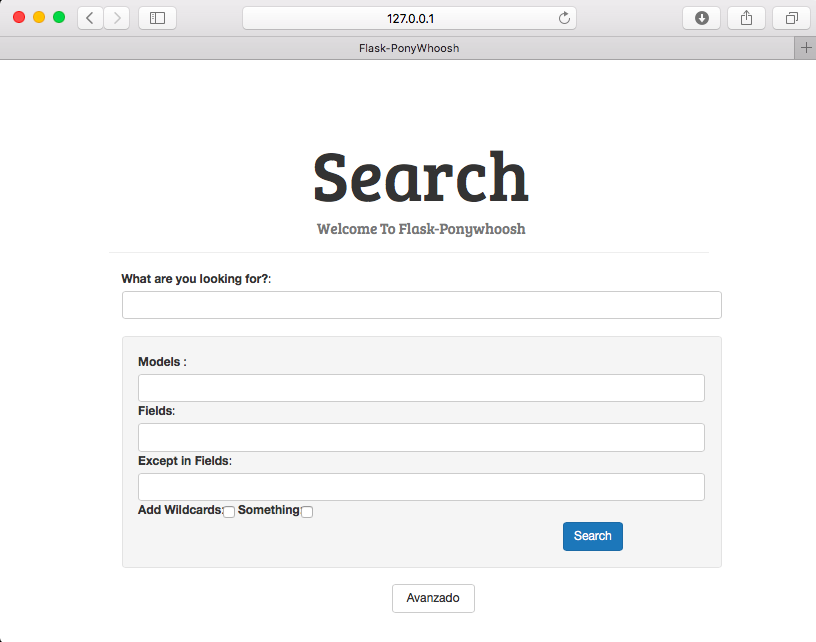 127.0.0.1
Flask-PonyWhoosh
Search
Welcome To Flask-Ponywhoosh
What are you looking for?:
Models :
Fields:
Except in Fields:
Add Wildcards: Something:
Search
Avanzado